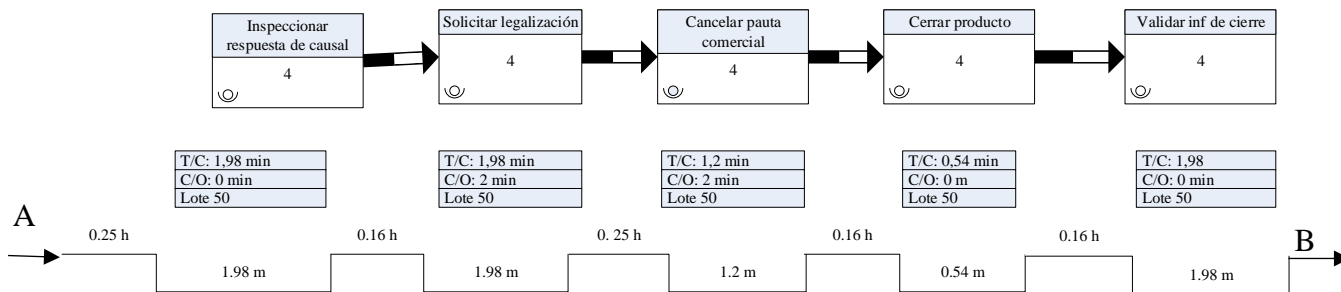 Inspeccionar
respuesta de causal
4
Solicitar legalización
4
Cancelar pauta
comercial
4
Cerrar producto
4
Validar inf de cierre
4
T/C: 1,98 min
C/O: 0 min
Lote 50
T/C: 1,98 min
C/O: 2 min
Lote 50
T/C: 1,2 min
C/O: 2 min
Lote 50
T/C: 0,54 min
C/O: 0 m
Lote 50
T/C: 1,98
C/O: 0 min
Lote 50
A
0.25 h
1.98 m
0.16 h
1.98 m
0. 25 h
1.2 m
0.16 h
0.54 m
0.16 h
1.98 m
B